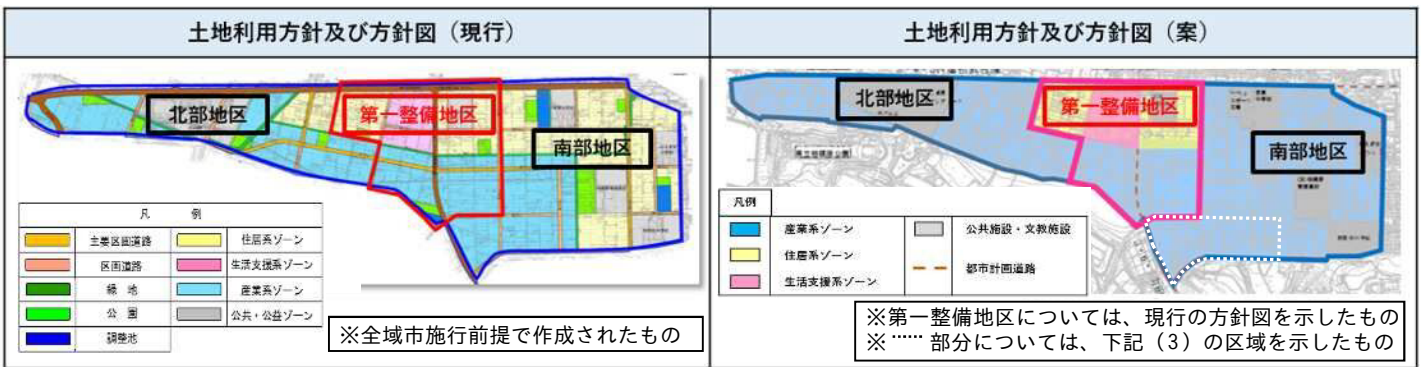 土地利用方針及び方針図（現行）
北部地区
第一整備地区
南部地区
凡 例
主要区画道路
住居系ゾーン
区画道路
生活支援系ゾーン
緑 地
産業系ゾーン
公 園
公共・公益ゾーン
調整池
※全域市施行前提で作成されたもの
土地利用方針及び方針図（案）
北部地区
第一整備地区
南部地区
凡例
産業系ゾーン
公共施設・文教施設
住居系ゾーン
都市計画道路
生活支援系ゾーン
※第一整備地区については、現行の方針図を示したもの
※ ······ 部分については、下記（3）の区域を示したもの